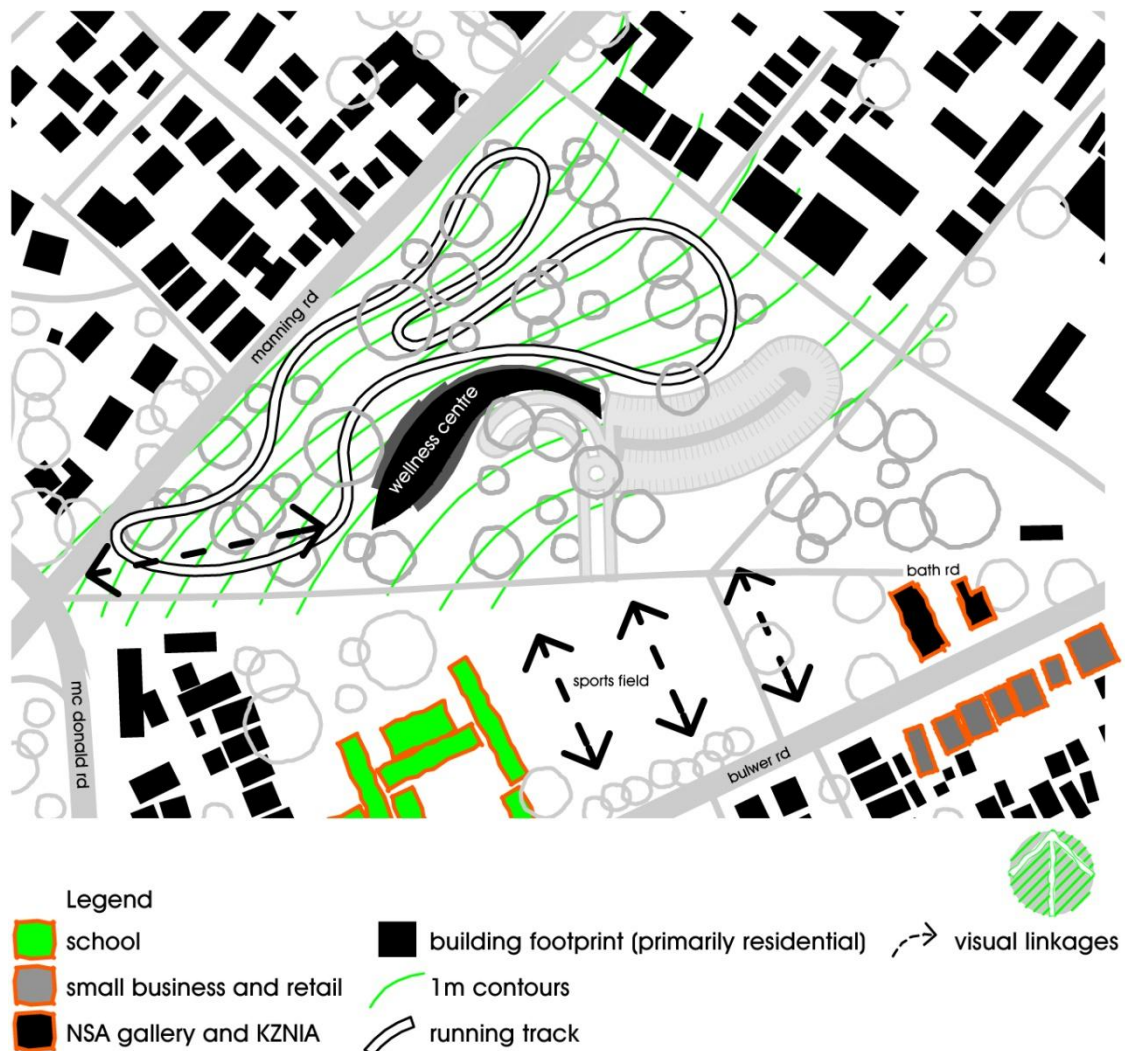 manning rd
wellness centre
bath rd
sports field
mc donald rd
bulwer rd
Legend
school
small business and retail
NSA gallery and KZNIA
building footprint (primarily residential)
1m contours
running track
visual linkages